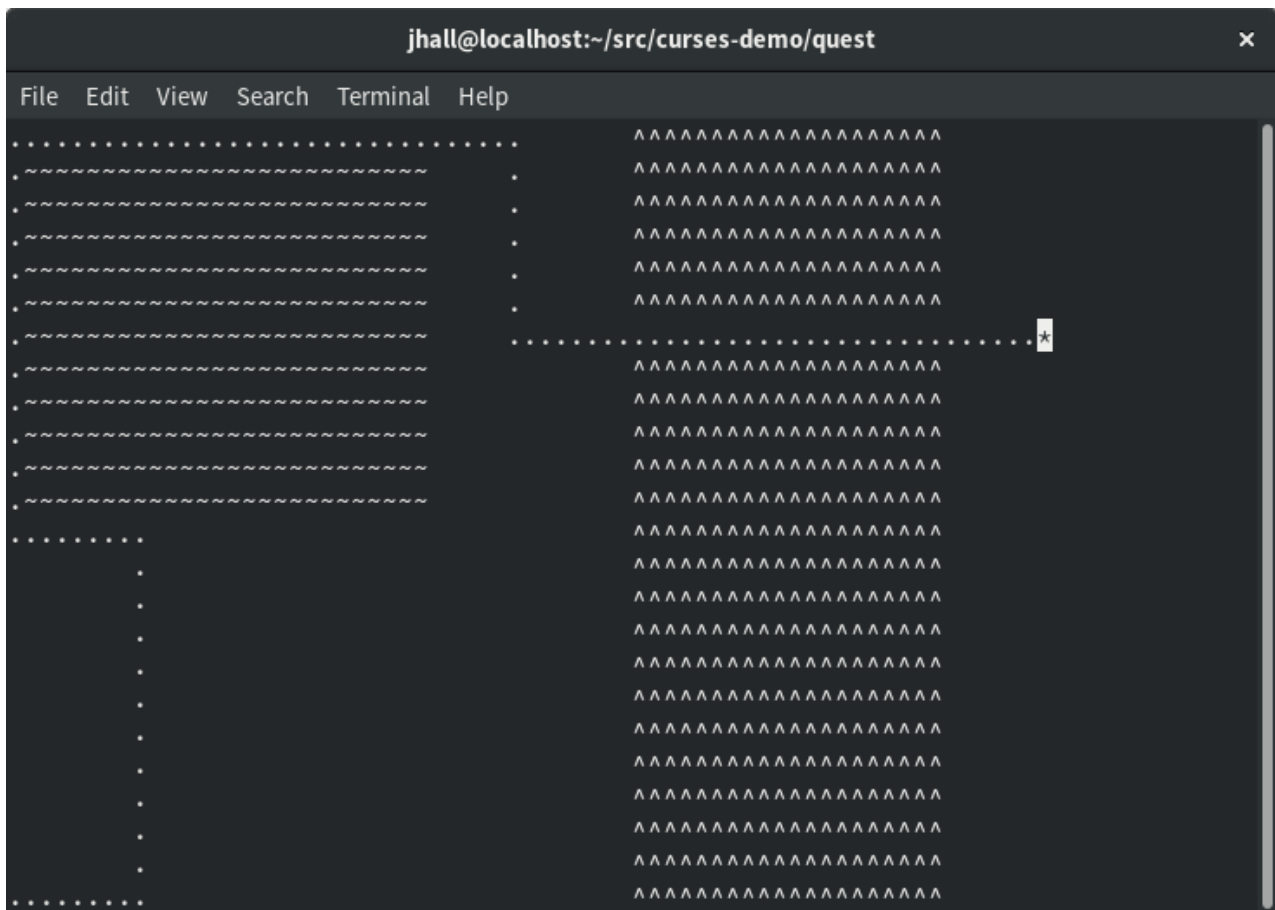 jhall@localhost:~/src/curses-demo/quest ×
File Edit View Search Terminal Help
.................................       ^^^^^^^^^^^^^^^^^^^^
.~~~~~~~~~~~~~~~~~~~~~~~~~~     .       ^^^^^^^^^^^^^^^^^^^^
.~~~~~~~~~~~~~~~~~~~~~~~~~~     .       ^^^^^^^^^^^^^^^^^^^^
.~~~~~~~~~~~~~~~~~~~~~~~~~~     .       ^^^^^^^^^^^^^^^^^^^^
.~~~~~~~~~~~~~~~~~~~~~~~~~~     .       ^^^^^^^^^^^^^^^^^^^^
.~~~~~~~~~~~~~~~~~~~~~~~~~~     .       ^^^^^^^^^^^^^^^^^^^^
.~~~~~~~~~~~~~~~~~~~~~~~~~~     ..................................*
.~~~~~~~~~~~~~~~~~~~~~~~~~~             ^^^^^^^^^^^^^^^^^^^^
.~~~~~~~~~~~~~~~~~~~~~~~~~~             ^^^^^^^^^^^^^^^^^^^^
.~~~~~~~~~~~~~~~~~~~~~~~~~~             ^^^^^^^^^^^^^^^^^^^^
.~~~~~~~~~~~~~~~~~~~~~~~~~~             ^^^^^^^^^^^^^^^^^^^^
.~~~~~~~~~~~~~~~~~~~~~~~~~~             ^^^^^^^^^^^^^^^^^^^^
.........                               ^^^^^^^^^^^^^^^^^^^^
        .                               ^^^^^^^^^^^^^^^^^^^^
        .                               ^^^^^^^^^^^^^^^^^^^^
        .                               ^^^^^^^^^^^^^^^^^^^^
        .                               ^^^^^^^^^^^^^^^^^^^^
        .                               ^^^^^^^^^^^^^^^^^^^^
        .                               ^^^^^^^^^^^^^^^^^^^^
        .                               ^^^^^^^^^^^^^^^^^^^^
        .                               ^^^^^^^^^^^^^^^^^^^^
        .                               ^^^^^^^^^^^^^^^^^^^^
        .                               ^^^^^^^^^^^^^^^^^^^^
.........                               ^^^^^^^^^^^^^^^^^^^^